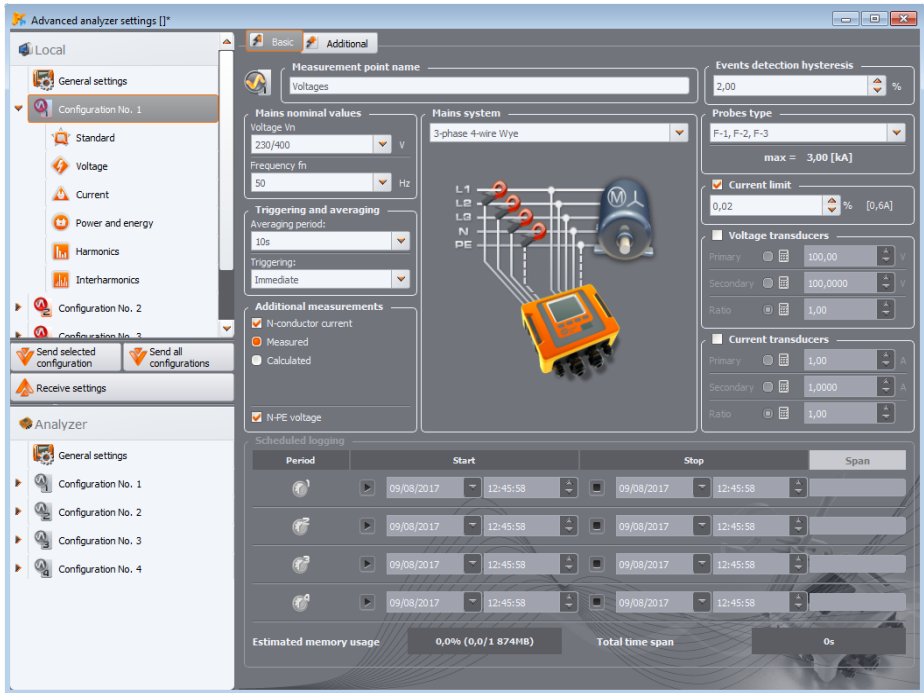 Advanced analyzer settings []*
Local
General settings
Configuration No. 1
Standard
Voltage
Current
Power and energy
Harmonics
Interharmonics
Configuration No. 2
Configuration No. 3
Send selected configuration
Send all configurations
Receive settings
Analyzer
General settings
Configuration No. 1
Configuration No. 2
Configuration No. 3
Configuration No. 4
Basic
Additional
Measurement point name
Voltages
Mains nominal values
Voltage Vn
230/400 V
Frequency fn
50 Hz
Triggering and averaging
Averaging period:
10s
Triggering:
Immediate
Additional measurements
N-conductor current
Measured
Calculated
N-PE voltage
Mains system
3-phase 4-wire Wye
L1
L2
L3
N
PE
M
Events detection hysteresis
2,00 %
Probes type
F-1, F-2, F-3
max = 3,00 [kA]
Current limit
0,02 % [0,6A]
Voltage transducers
Primary 100,00 V
Secondary 100,0000 V
Ratio 1,00
Current transducers
Primary 1,00 A
Secondary 1,0000 A
Ratio 1,00
Scheduled logging
Period Start Stop Span
1 09/08/2017 12:45:58 09/08/2017 12:45:58
2 09/08/2017 12:45:58 09/08/2017 12:45:58
3 09/08/2017 12:45:58 09/08/2017 12:45:58
4 09/08/2017 12:45:58 09/08/2017 12:45:58
Estimated memory usage 0,0% (0,0/1 874MB) Total time span 0s